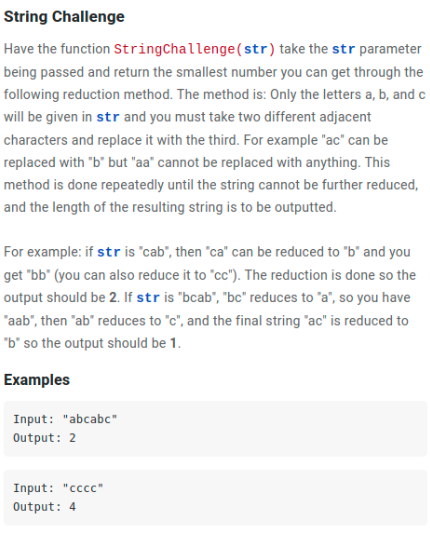 String Challenge
Have the function StringChallenge(str) take the str parameter
being passed and return the smallest number you can get through the
following reduction method. The method is: Only the letters a, b, and c
will be given in str and you must take two different adjacent
characters and replace it with the third. For example "ac" can be
replaced with "b" but "aa" cannot be replaced with anything. This
method is done repeatedly until the string cannot be further reduced,
and the length of the resulting string is to be outputted.
For example: if str is "cab", then "ca" can be reduced to "b" and you
get "bb" (you can also reduce it to "cc"). The reduction is done so the
output should be 2. If str is "bcab", "bc" reduces to "a", so you have
"aab", then "ab" reduces to "c", and the final string "ac" is reduced to
"b" so the output should be 1.
Examples
Input: "abcabc"
Output: 2
Input: "cccc"
Output: 4